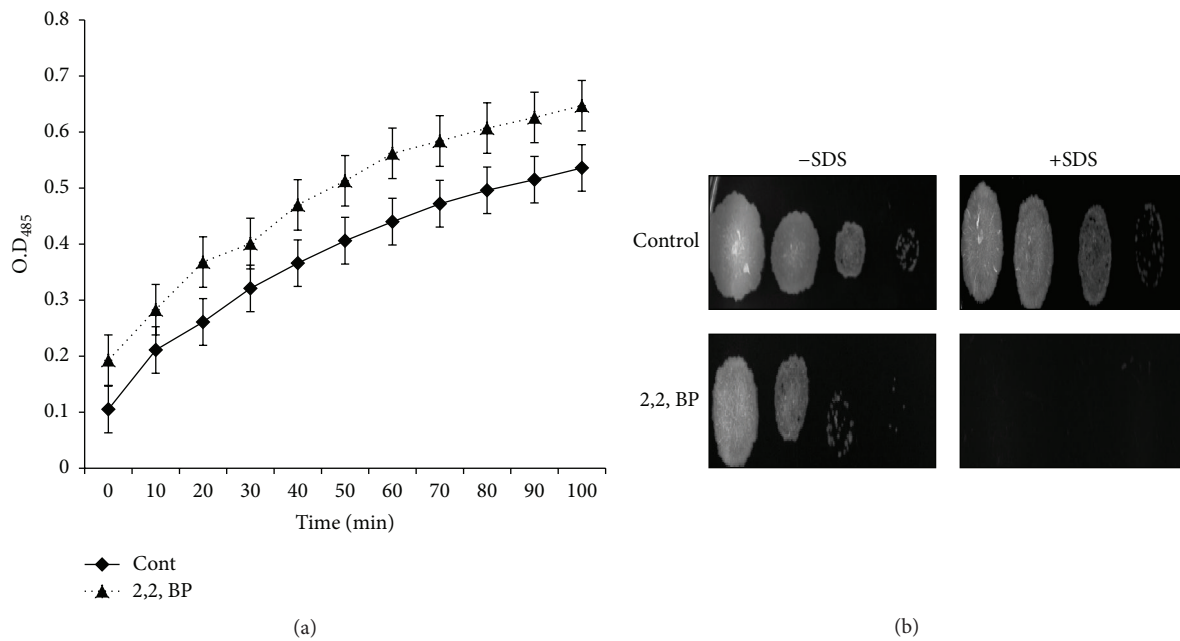 0.8
0.7
0.6
0.5
0.4
0.3
0.2
0.1
0
O.D485
0 10 20 30 40 50 60 70 80 90 100
Time (min)
Cont
2,2, BP
(a)
−SDS +SDS
Control
2,2, BP
(b)